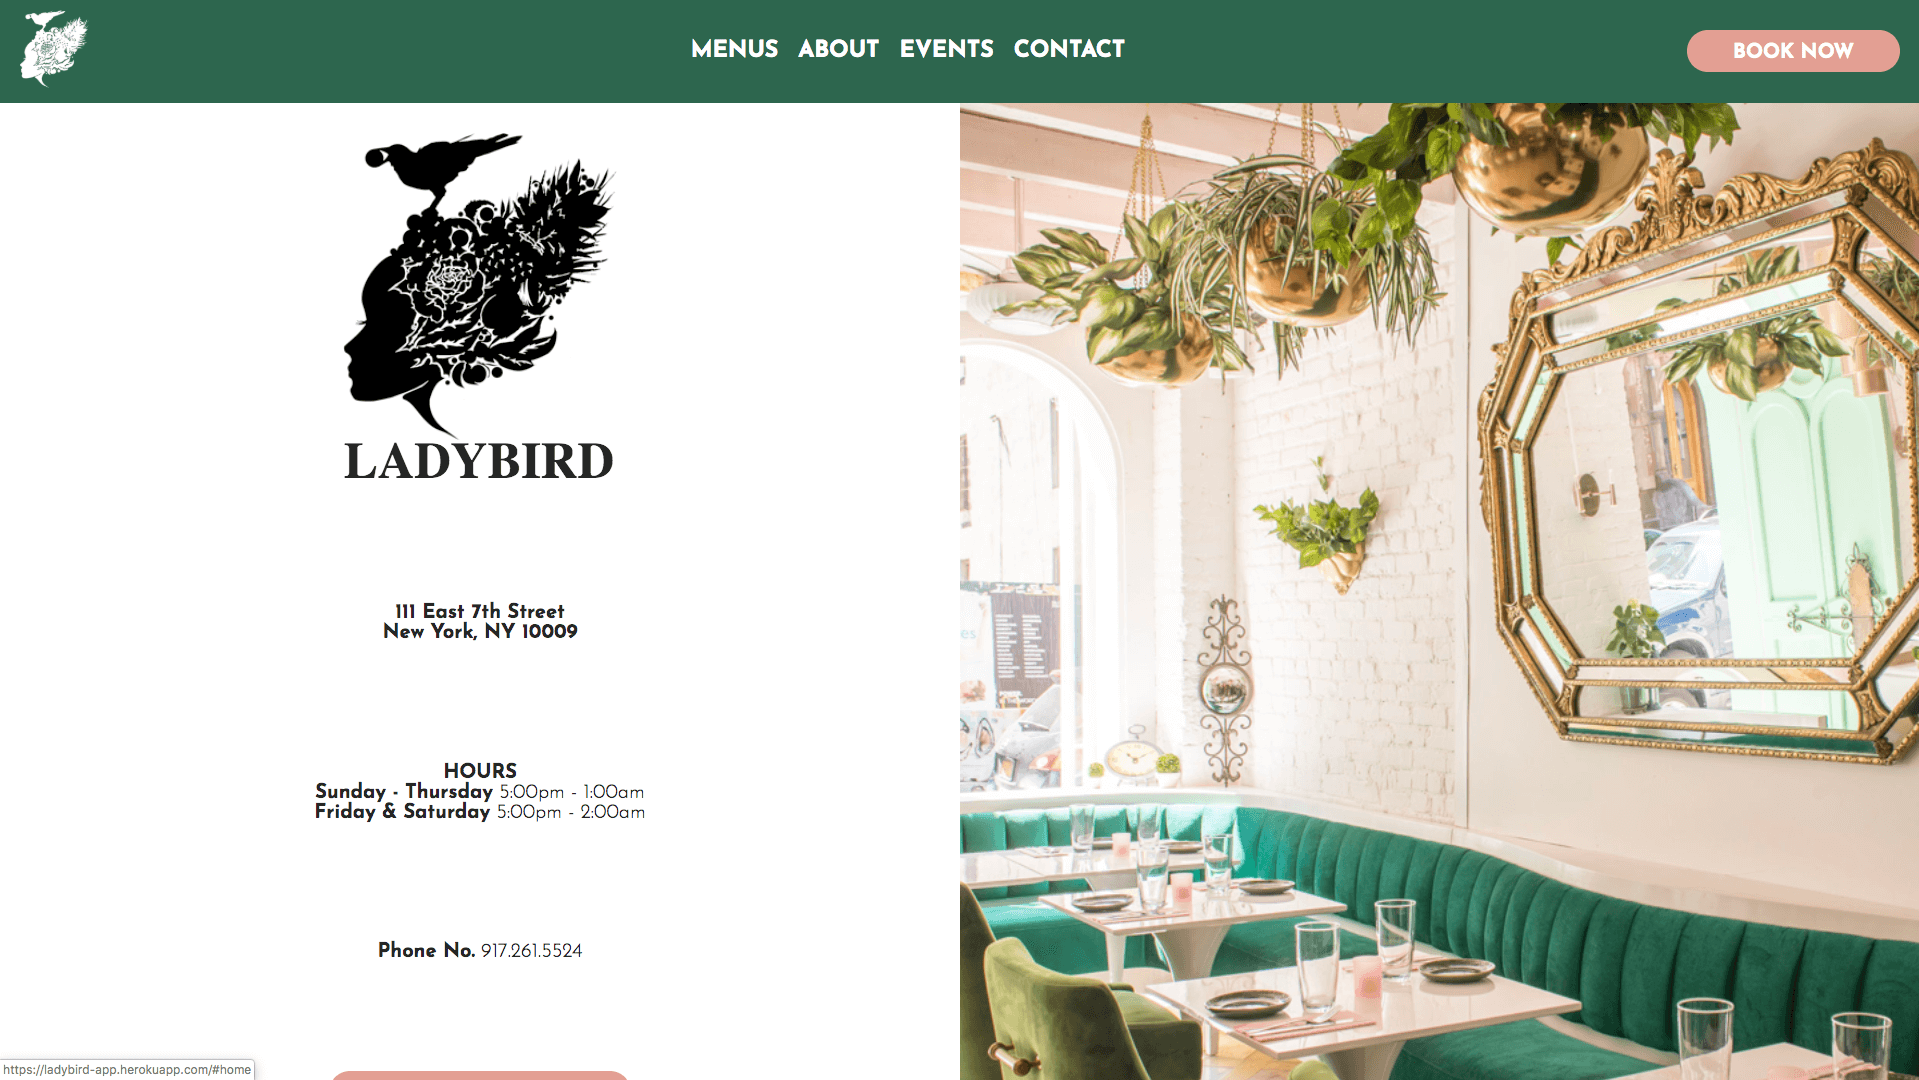 MENUS ABOUT EVENTS CONTACT
BOOK NOW
LADYBIRD
111 East 7th Street
New York, NY 10009
HOURS
Sunday - Thursday 5:00pm - 1:00am
Friday & Saturday 5:00pm - 2:00am
Phone No. 917.261.5524
https://ladybird-app.herokuapp.com/#home